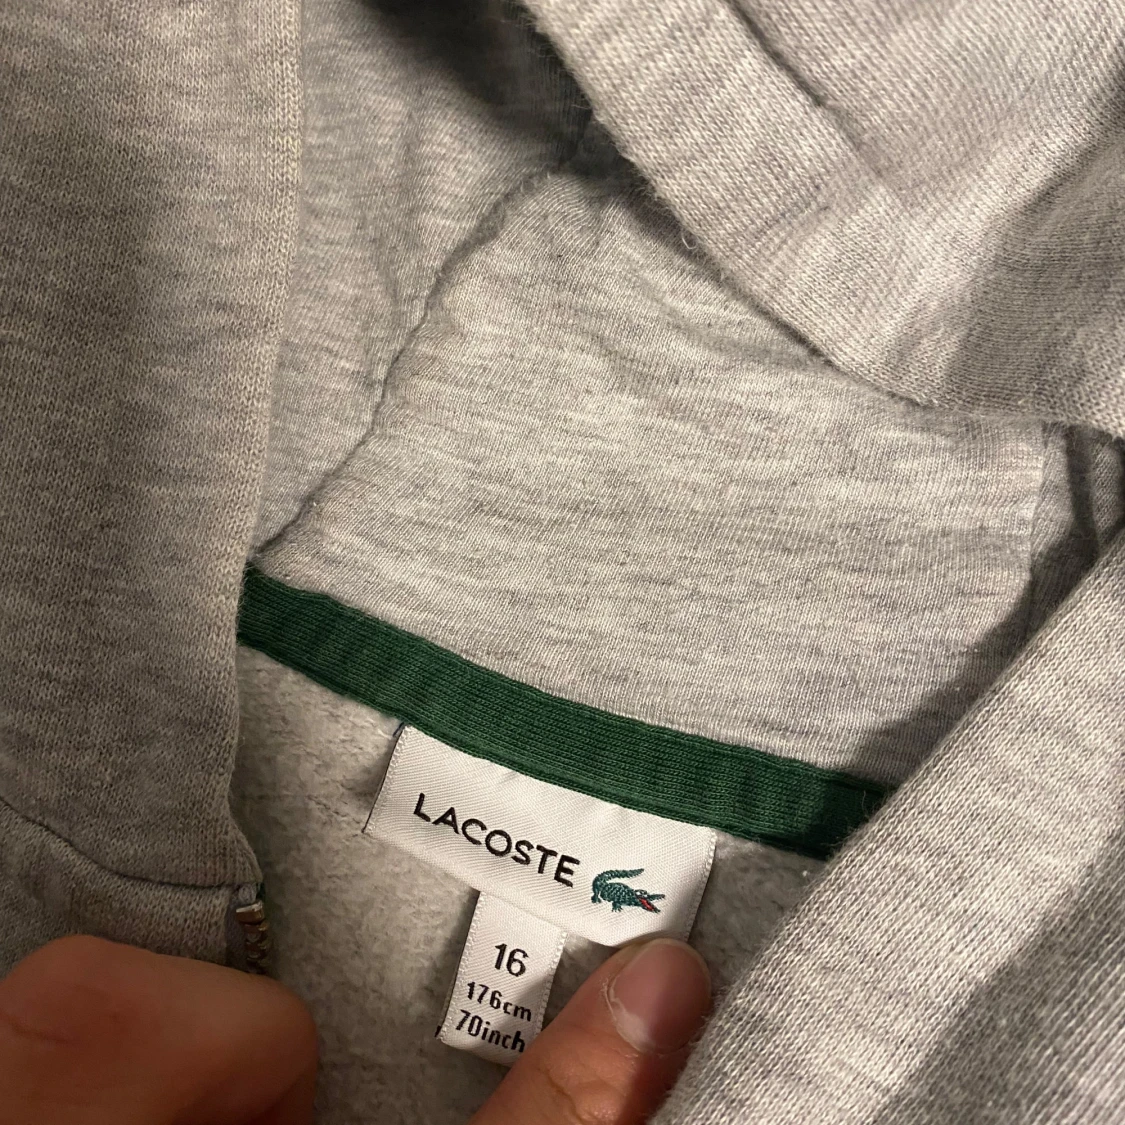 LACOSTE
16
176cm
70inch